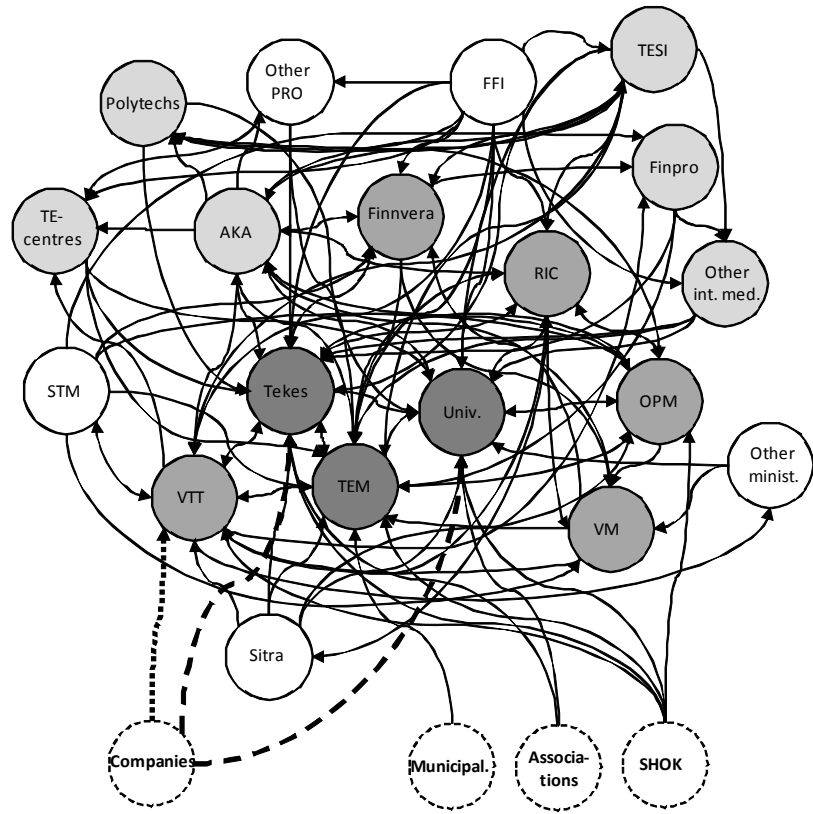 TESI
Other
PRO
FFI
Polytechs
Finpro
TE-
centres
AKA
Finnvera
RIC
Other
int. med.
STM
Tekes
Univ.
OPM
Other
minist.
VTT
TEM
VM
Sitra
Companies
Municipal.
Associa-
tions
SHOK